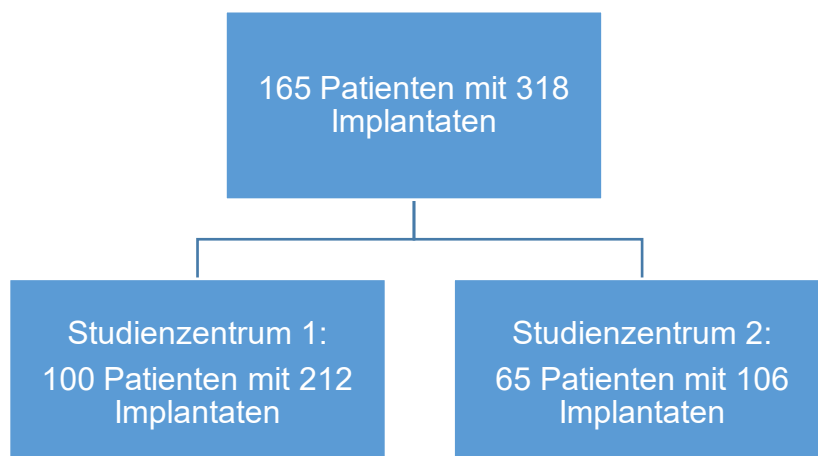 165 Patienten mit 318
Implantaten
Studienzentrum 1:
100 Patienten mit 212
Implantaten
Studienzentrum 2:
65 Patienten mit 106
Implantaten